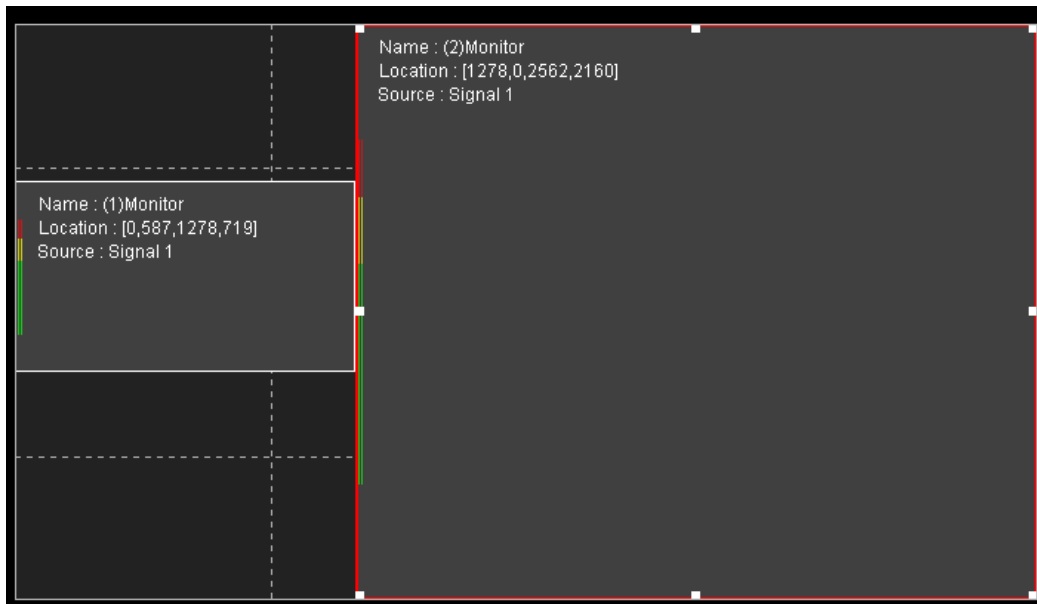 Name : (2)Monitor
Location : [1278,0,2562,2160]
Source : Signal 1
Name : (1)Monitor
Location : [0,587,1278,719]
Source : Signal 1